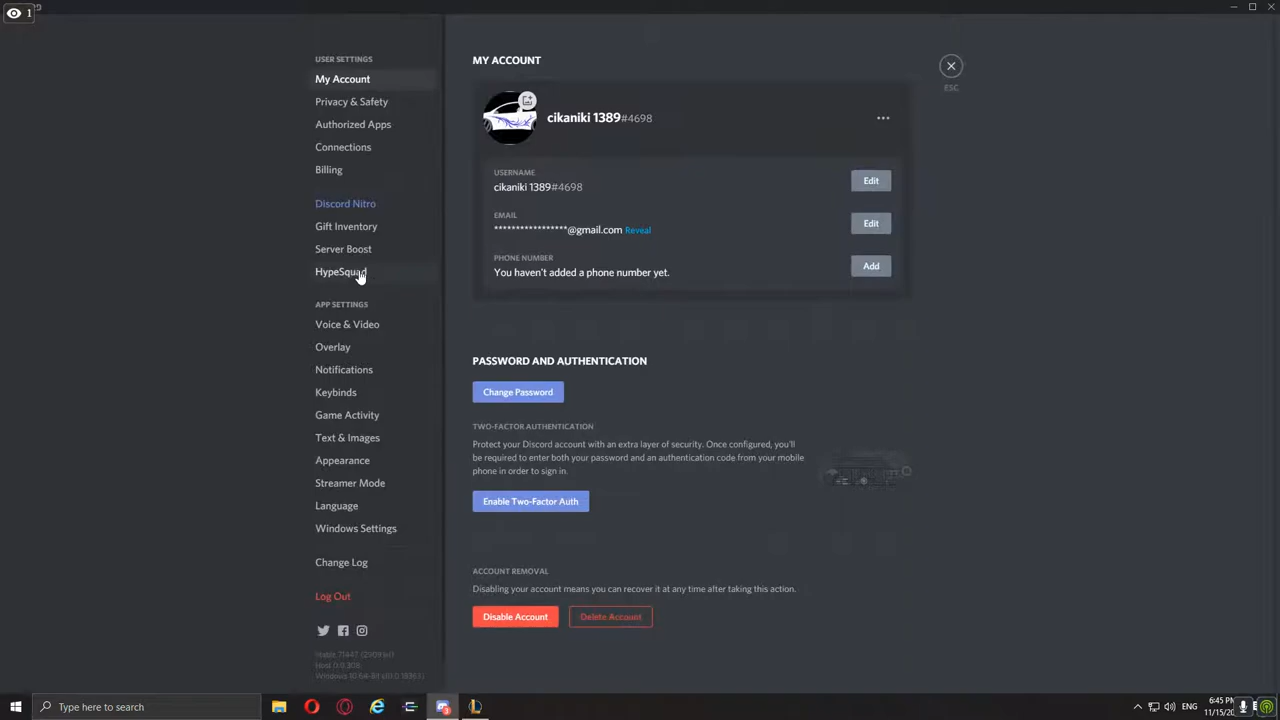 1
USER SETTINGS
My Account
Privacy & Safety
Authorized Apps
Connections
Billing
Discord Nitro
Gift Inventory
Server Boost
HypeSquad
APP SETTINGS
Voice & Video
Overlay
Notifications
Keybinds
Game Activity
Text & Images
Appearance
Streamer Mode
Language
Windows Settings
Change Log
Log Out
MY ACCOUNT
ESC
cikaniki 1389#4698
USERNAME
cikaniki 1389#4698
Edit
EMAIL
*****************@gmail.com Reveal
Edit
PHONE NUMBER
You haven't added a phone number yet.
Add
PASSWORD AND AUTHENTICATION
Change Password
TWO-FACTOR AUTHENTICATION
Protect your Discord account with an extra layer of security. Once configured, you'll
be required to enter both your password and an authentication code from your mobile
phone in order to sign in.
Enable Two-Factor Auth
ACCOUNT REMOVAL
Disabling your account means you can recover it at any time after taking this action.
Disable Account
Delete Account
Type here to search
ENG
6:45 PM